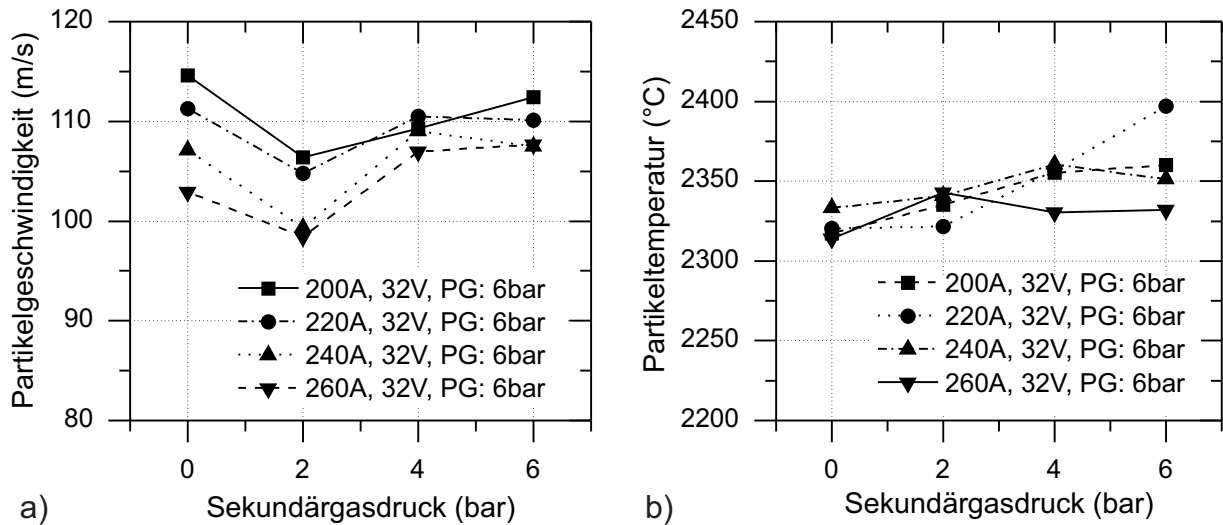 120
110
100
90
80
Partikelgeschwindigkeit (m/s)
200A, 32V, PG: 6bar
220A, 32V, PG: 6bar
240A, 32V, PG: 6bar
260A, 32V, PG: 6bar
0 2 4 6
Sekundärgasdruck (bar)
a)
2450
2400
2350
2300
2250
2200
Partikeltemperatur (°C)
200A, 32V, PG: 6bar
220A, 32V, PG: 6bar
240A, 32V, PG: 6bar
260A, 32V, PG: 6bar
0 2 4 6
Sekundärgasdruck (bar)
b)